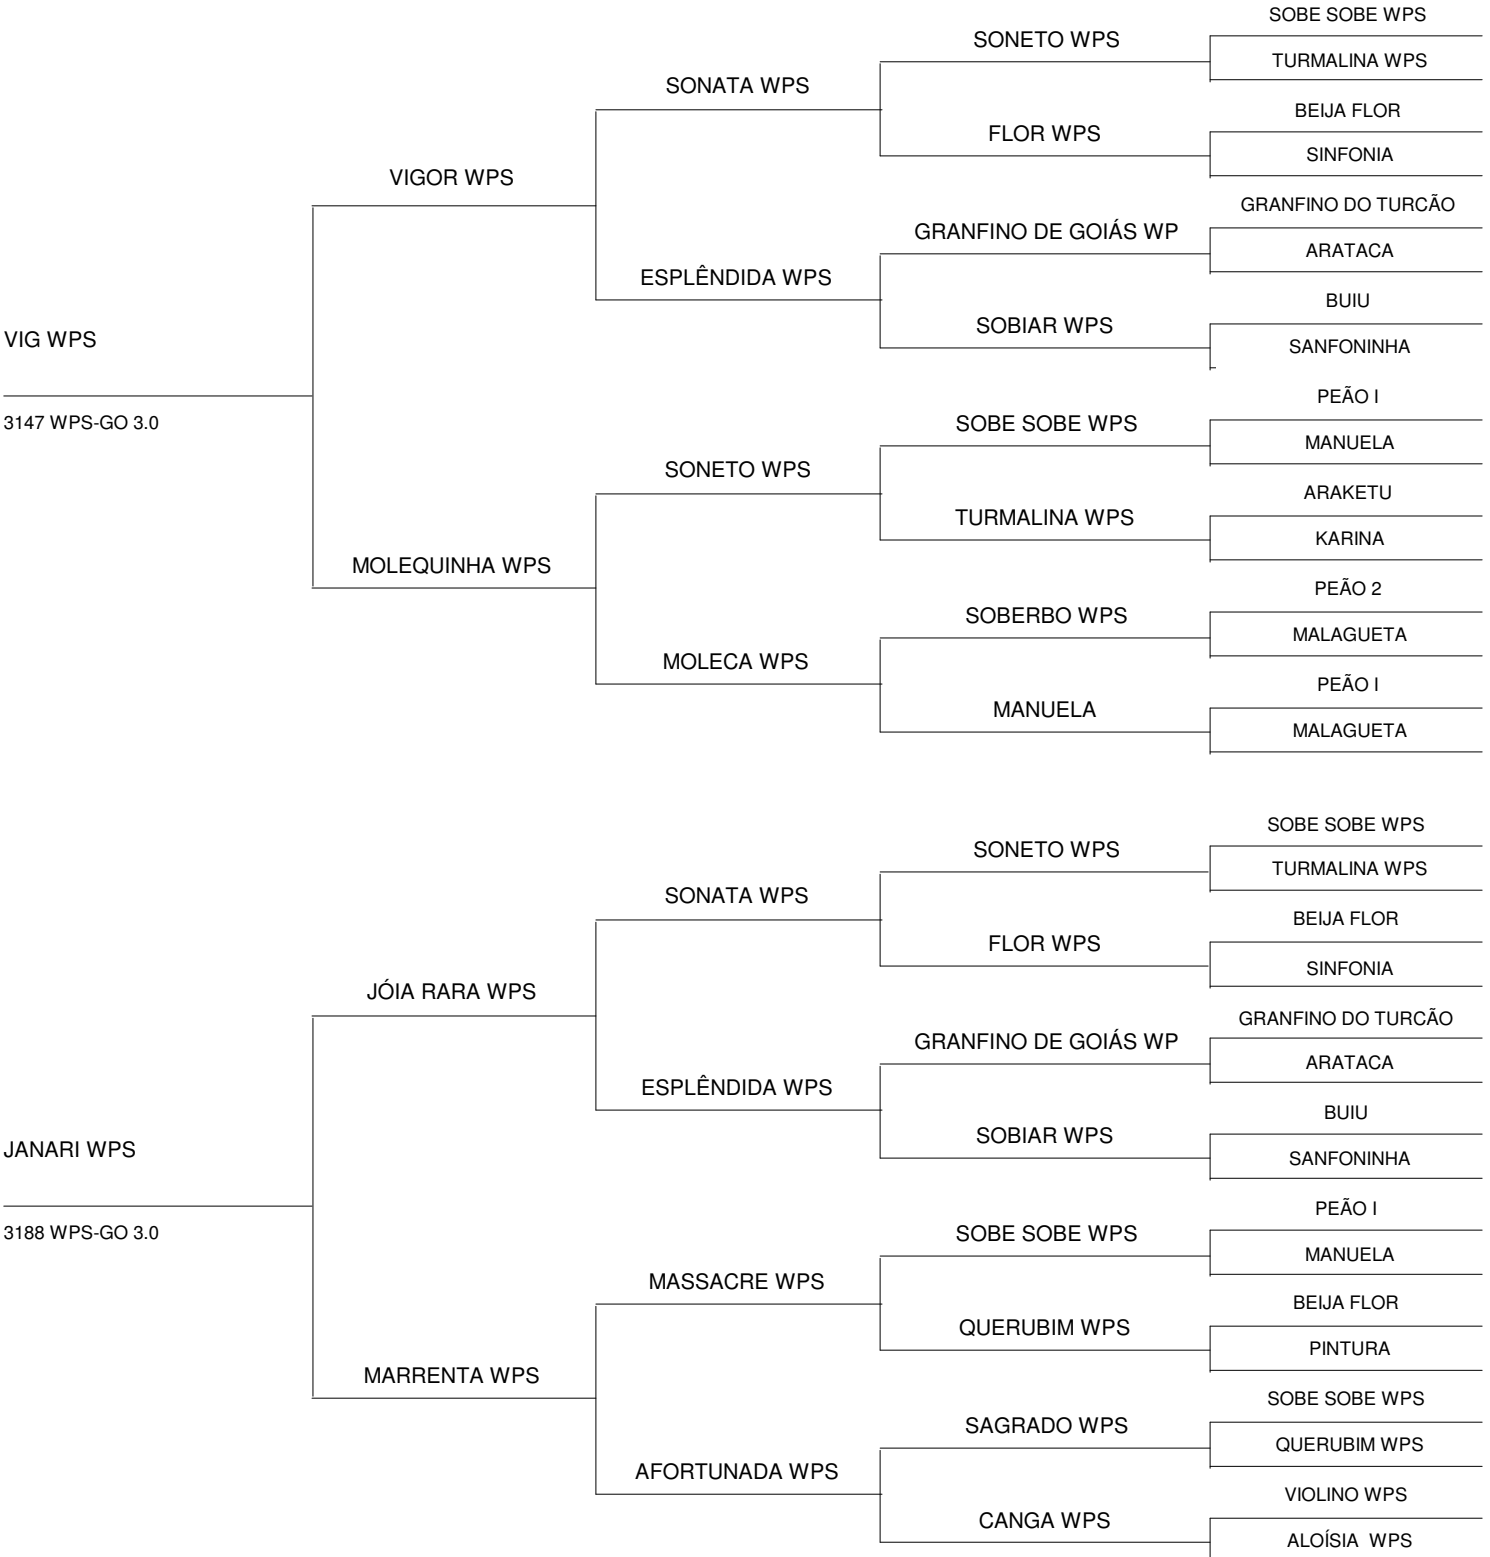 SOBE SOBE WPS
SONETO WPS
TURMALINA WPS
SONATA WPS
BEIJA FLOR
FLOR WPS
SINFONIA
VIGOR WPS
GRANFINO DO TURCÃO
GRANFINO DE GOIÁS WP
ARATACA
ESPLÊNDIDA WPS
BUIU
SOBIAR WPS
SANFONINHA
VIG WPS
PEÃO I
3147 WPS-GO 3.0
SOBE SOBE WPS
MANUELA
SONETO WPS
ARAKETU
TURMALINA WPS
KARINA
MOLEQUINHA WPS
PEÃO 2
SOBERBO WPS
MALAGUETA
MOLECA WPS
PEÃO I
MANUELA
MALAGUETA
SOBE SOBE WPS
SONETO WPS
TURMALINA WPS
SONATA WPS
BEIJA FLOR
FLOR WPS
SINFONIA
JÓIA RARA WPS
GRANFINO DO TURCÃO
GRANFINO DE GOIÁS WP
ARATACA
ESPLÊNDIDA WPS
BUIU
SOBIAR WPS
SANFONINHA
JANARI WPS
PEÃO I
3188 WPS-GO 3.0
SOBE SOBE WPS
MANUELA
MASSACRE WPS
BEIJA FLOR
QUERUBIM WPS
PINTURA
MARRENTA WPS
SOBE SOBE WPS
SAGRADO WPS
QUERUBIM WPS
AFORTUNADA WPS
VIOLINO WPS
CANGA WPS
ALOÍSIA WPS